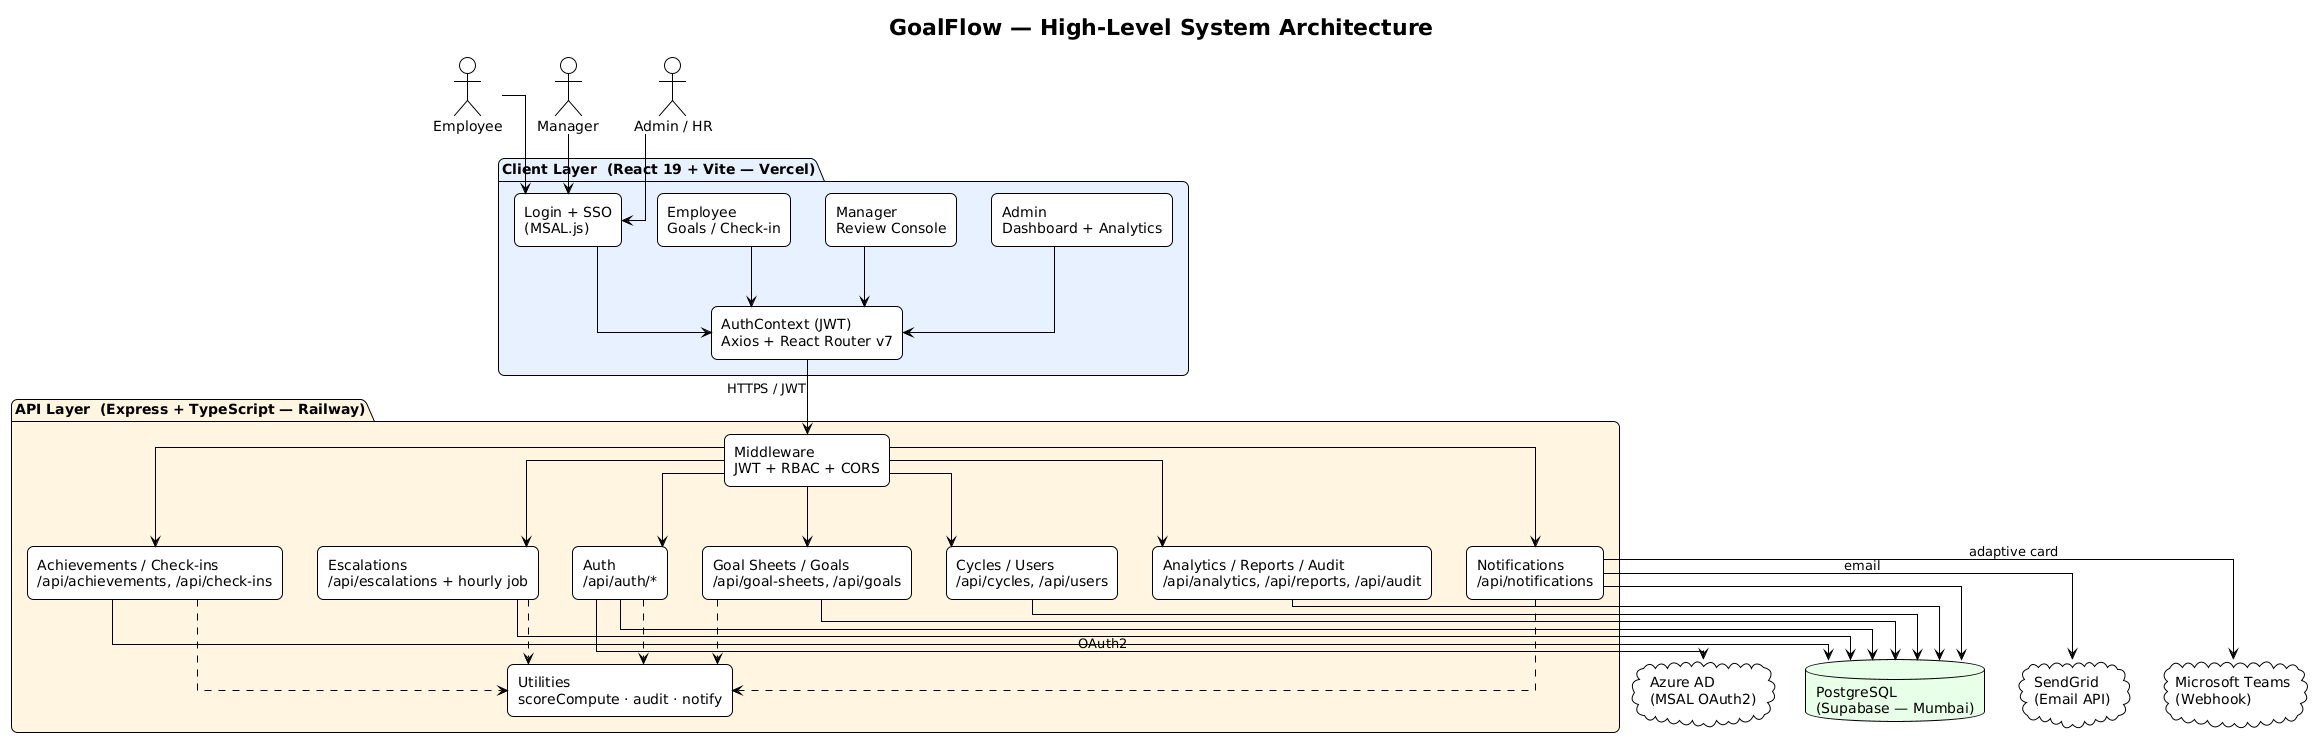 GoalFlow — High-Level System Architecture
Employee
Manager
Admin / HR
Client Layer  (React 19 + Vite — Vercel)
Login + SSO
(MSAL.js)
Employee
Goals / Check-in
Manager
Review Console
Admin
Dashboard + Analytics
AuthContext (JWT)
Axios + React Router v7
HTTPS / JWT
API Layer  (Express + TypeScript — Railway)
Middleware
JWT + RBAC + CORS
Achievements / Check-ins
/api/achievements, /api/check-ins
Escalations
/api/escalations + hourly job
Auth
/api/auth/*
Goal Sheets / Goals
/api/goal-sheets, /api/goals
Cycles / Users
/api/cycles, /api/users
Analytics / Reports / Audit
/api/analytics, /api/reports, /api/audit
Notifications
/api/notifications
adaptive card
email
OAuth2
Utilities
scoreCompute · audit · notify
Azure AD
(MSAL OAuth2)
PostgreSQL
(Supabase — Mumbai)
SendGrid
(Email API)
Microsoft Teams
(Webhook)